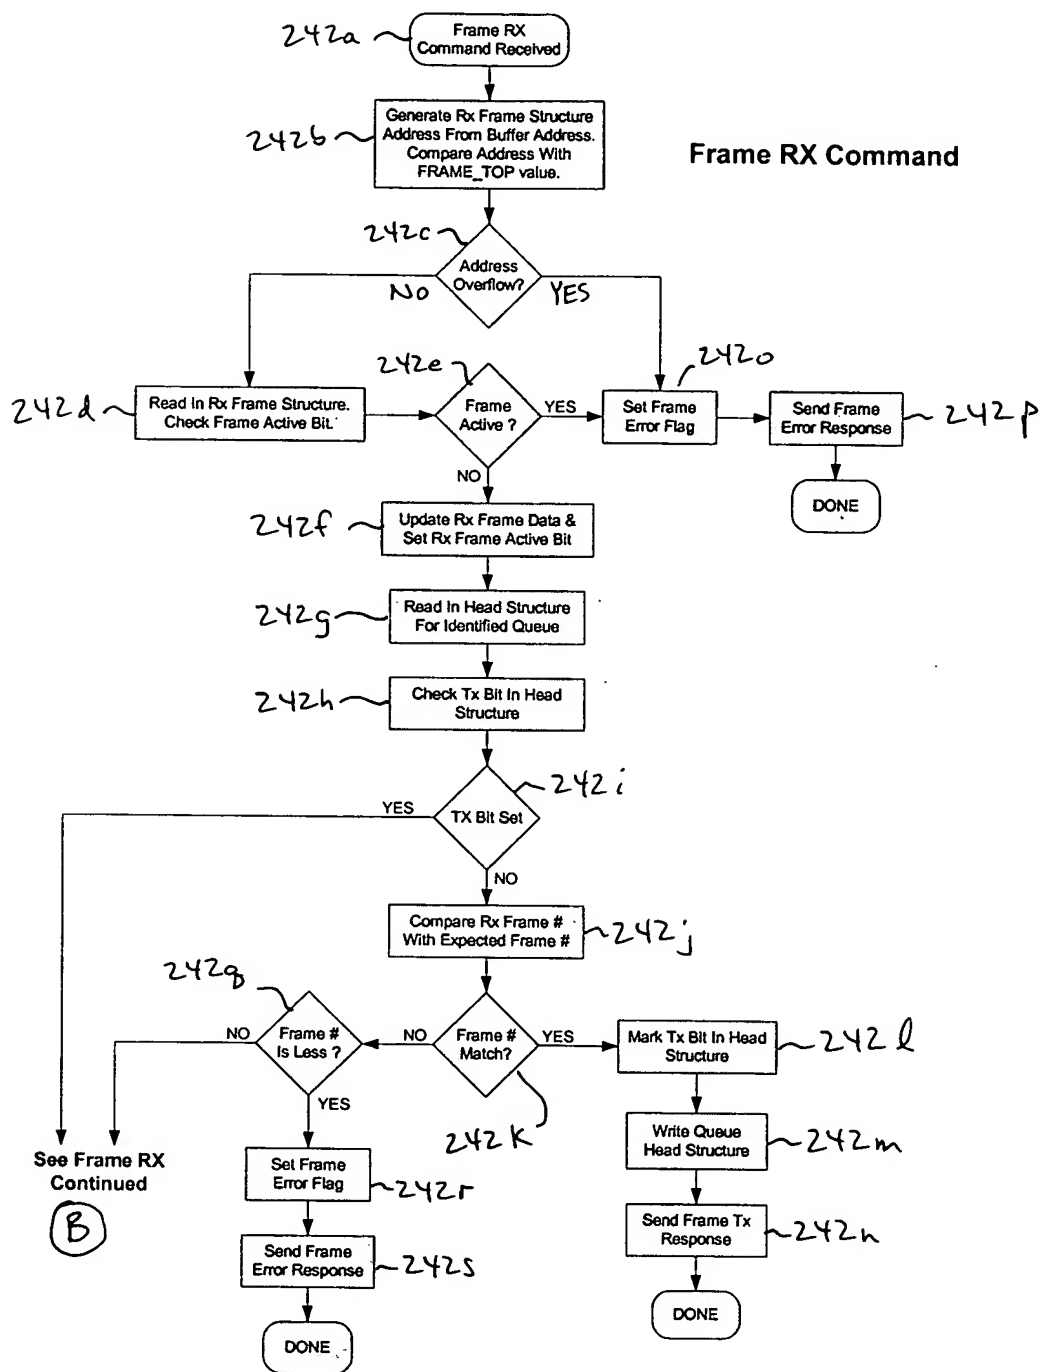 242a
Frame RX
Command Received
242b
Generate Rx Frame Structure
Address From Buffer Address.
Compare Address With
FRAME_TOP value.
Frame RX Command
242c
Address
Overflow?
NO
YES
242d
Read In Rx Frame Structure.
Check Frame Active Bit.
242e
Frame
Active ?
YES
NO
242o
Set Frame
Error Flag
Send Frame
Error Response
242p
DONE
242f
Update Rx Frame Data &
Set Rx Frame Active Bit
242g
Read In Head Structure
For Identified Queue
242h
Check Tx Bit In Head
Structure
242i
TX Bit Set
YES
NO
Compare Rx Frame #
With Expected Frame #
242j
242q
Frame #
Is Less ?
NO
YES
Frame #
Match?
NO
YES
242k
Mark Tx Bit In Head
Structure
242l
Write Queue
Head Structure
242m
Send Frame Tx
Response
242n
DONE
See Frame RX
Continued
B
Set Frame
Error Flag
242r
Send Frame
Error Response
242s
DONE